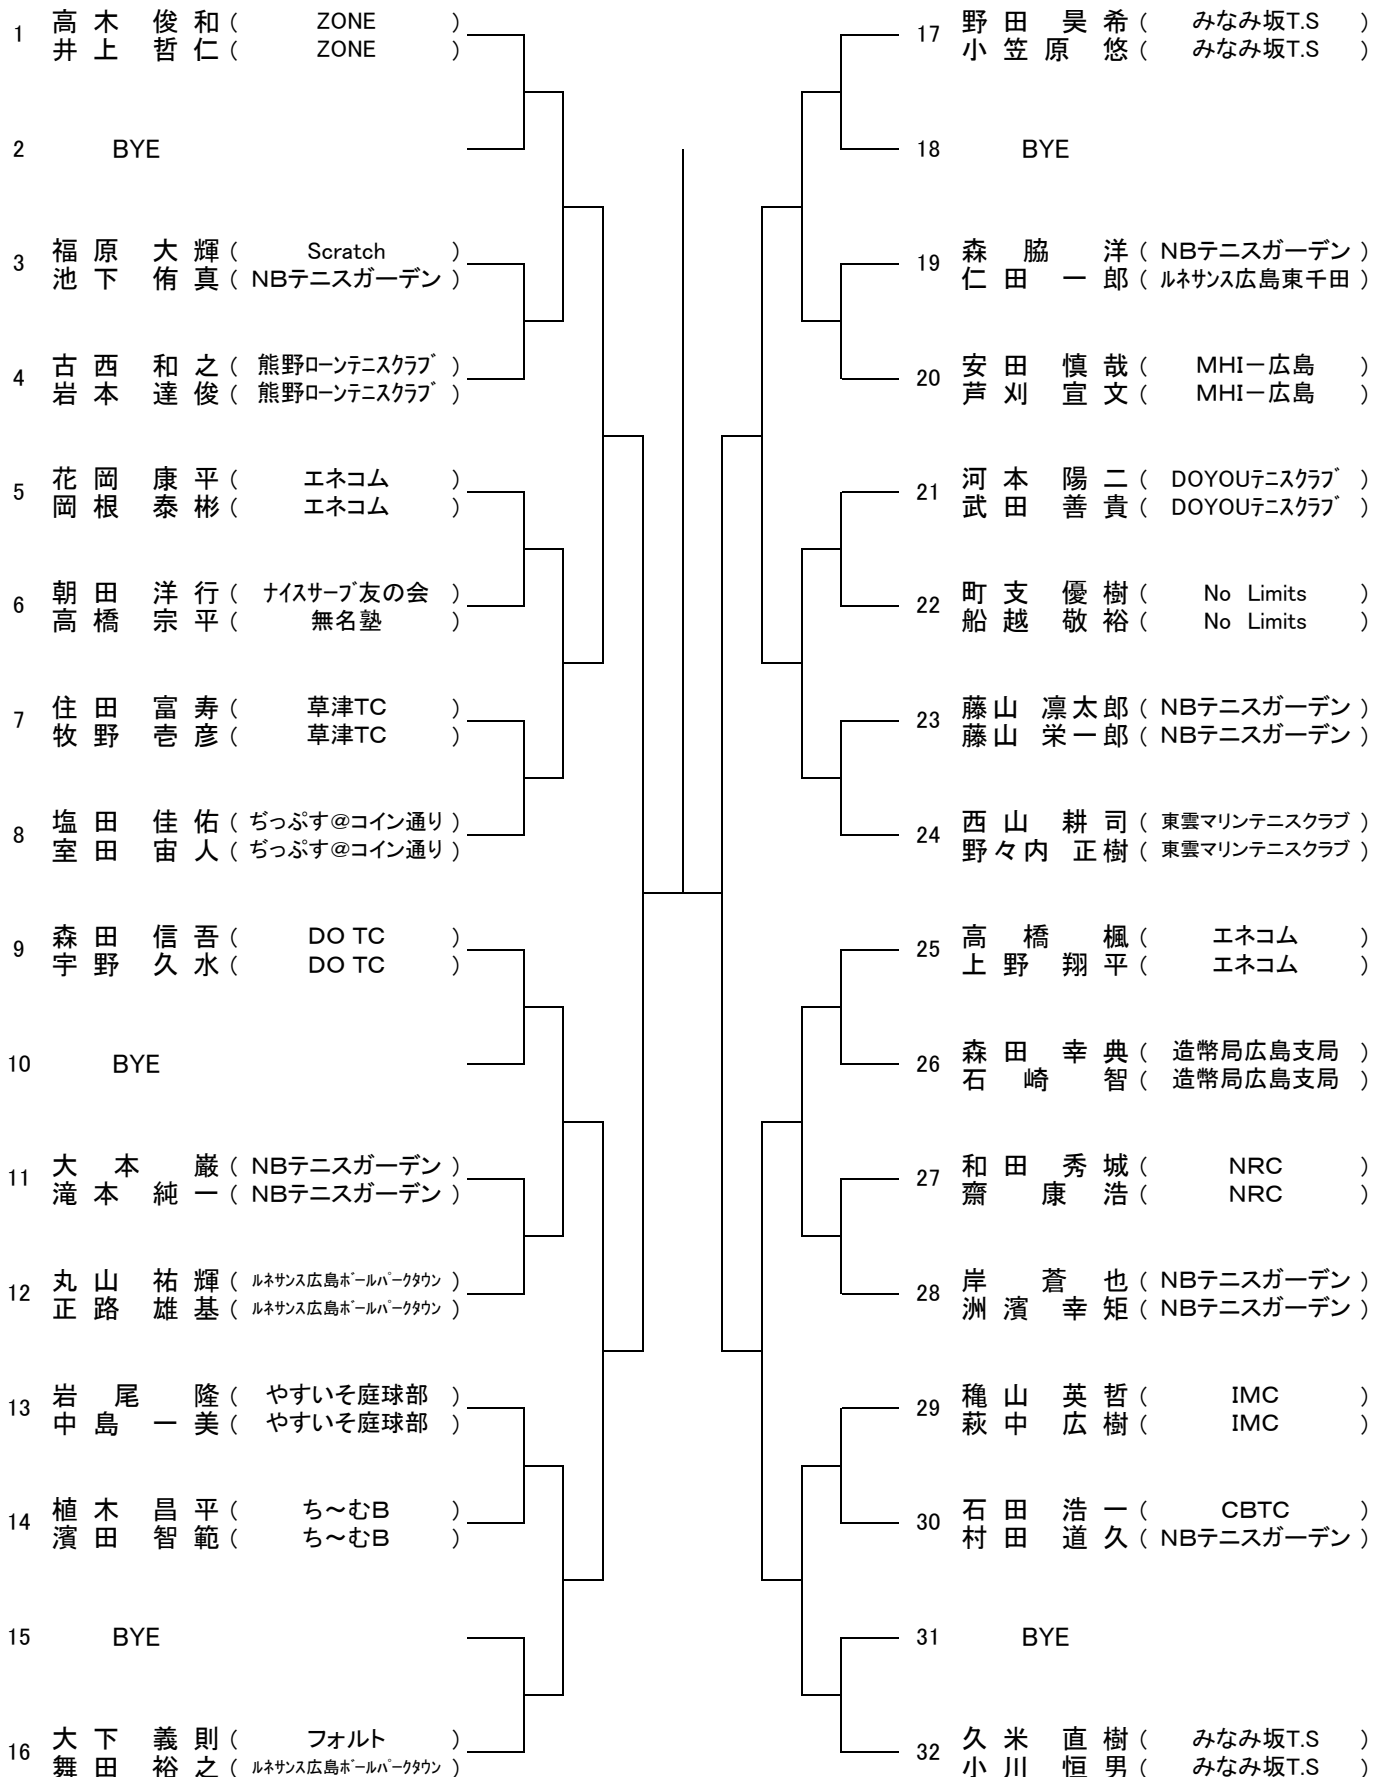 1 高木 俊和 ( ZONE )
井上 哲仁 ( ZONE )
2 BYE
3 福原 大輝 ( Scratch )
池下 侑真 ( NBテニスガーデン )
4 古西 和之 ( 熊野ローンテニスクラブ )
岩本 達俊 ( 熊野ローンテニスクラブ )
5 花岡 康平 ( エネコム )
岡根 泰彬 ( エネコム )
6 朝田 洋行 ( ナイスサーブ友の会 )
高橋 宗平 ( 無名塾 )
7 住田 富寿 ( 草津TC )
牧野 壱彦 ( 草津TC )
8 塩田 佳佑 ( ぢっぷす@コイン通り )
室田 宙人 ( ぢっぷす@コイン通り )
9 森田 信吾 ( DO TC )
宇野 久水 ( DO TC )
10 BYE
11 大本 巌 ( NBテニスガーデン )
滝本 純一 ( NBテニスガーデン )
12 丸山 祐輝 ( ルネサンス広島ボールパークタウン )
正路 雄基 ( ルネサンス広島ボールパークタウン )
13 岩尾 隆 ( やすいそ庭球部 )
中島 一美 ( やすいそ庭球部 )
14 植木 昌平 ( ち～むB )
濱田 智範 ( ち～むB )
15 BYE
16 大下 義則 ( フォルト )
舞田 裕之 ( ルネサンス広島ボールパークタウン )
17 野田 昊希 ( みなみ坂T.S )
小笠原 悠 ( みなみ坂T.S )
18 BYE
19 森脇 洋 ( NBテニスガーデン )
仁田 一郎 ( ルネサンス広島東千田 )
20 安田 慎哉 ( MHI－広島 )
芦刈 宣文 ( MHI－広島 )
21 河本 陽二 ( DOYOUテニスクラブ )
武田 善貴 ( DOYOUテニスクラブ )
22 町支 優樹 ( No Limits )
船越 敬裕 ( No Limits )
23 藤山 凛太郎 ( NBテニスガーデン )
藤山 栄一郎 ( NBテニスガーデン )
24 西山 耕司 ( 東雲マリンテニスクラブ )
野々内 正樹 ( 東雲マリンテニスクラブ )
25 高橋 楓 ( エネコム )
上野 翔平 ( エネコム )
26 森田 幸典 ( 造幣局広島支局 )
石崎 智 ( 造幣局広島支局 )
27 和田 秀城 ( NRC )
齋 康浩 ( NRC )
28 岸 蒼也 ( NBテニスガーデン )
洲濱 幸矩 ( NBテニスガーデン )
29 穐山 英哲 ( IMC )
萩中 広樹 ( IMC )
30 石田 浩一 ( CBTC )
村田 道久 ( NBテニスガーデン )
31 BYE
32 久米 直樹 ( みなみ坂T.S )
小川 恒男 ( みなみ坂T.S )